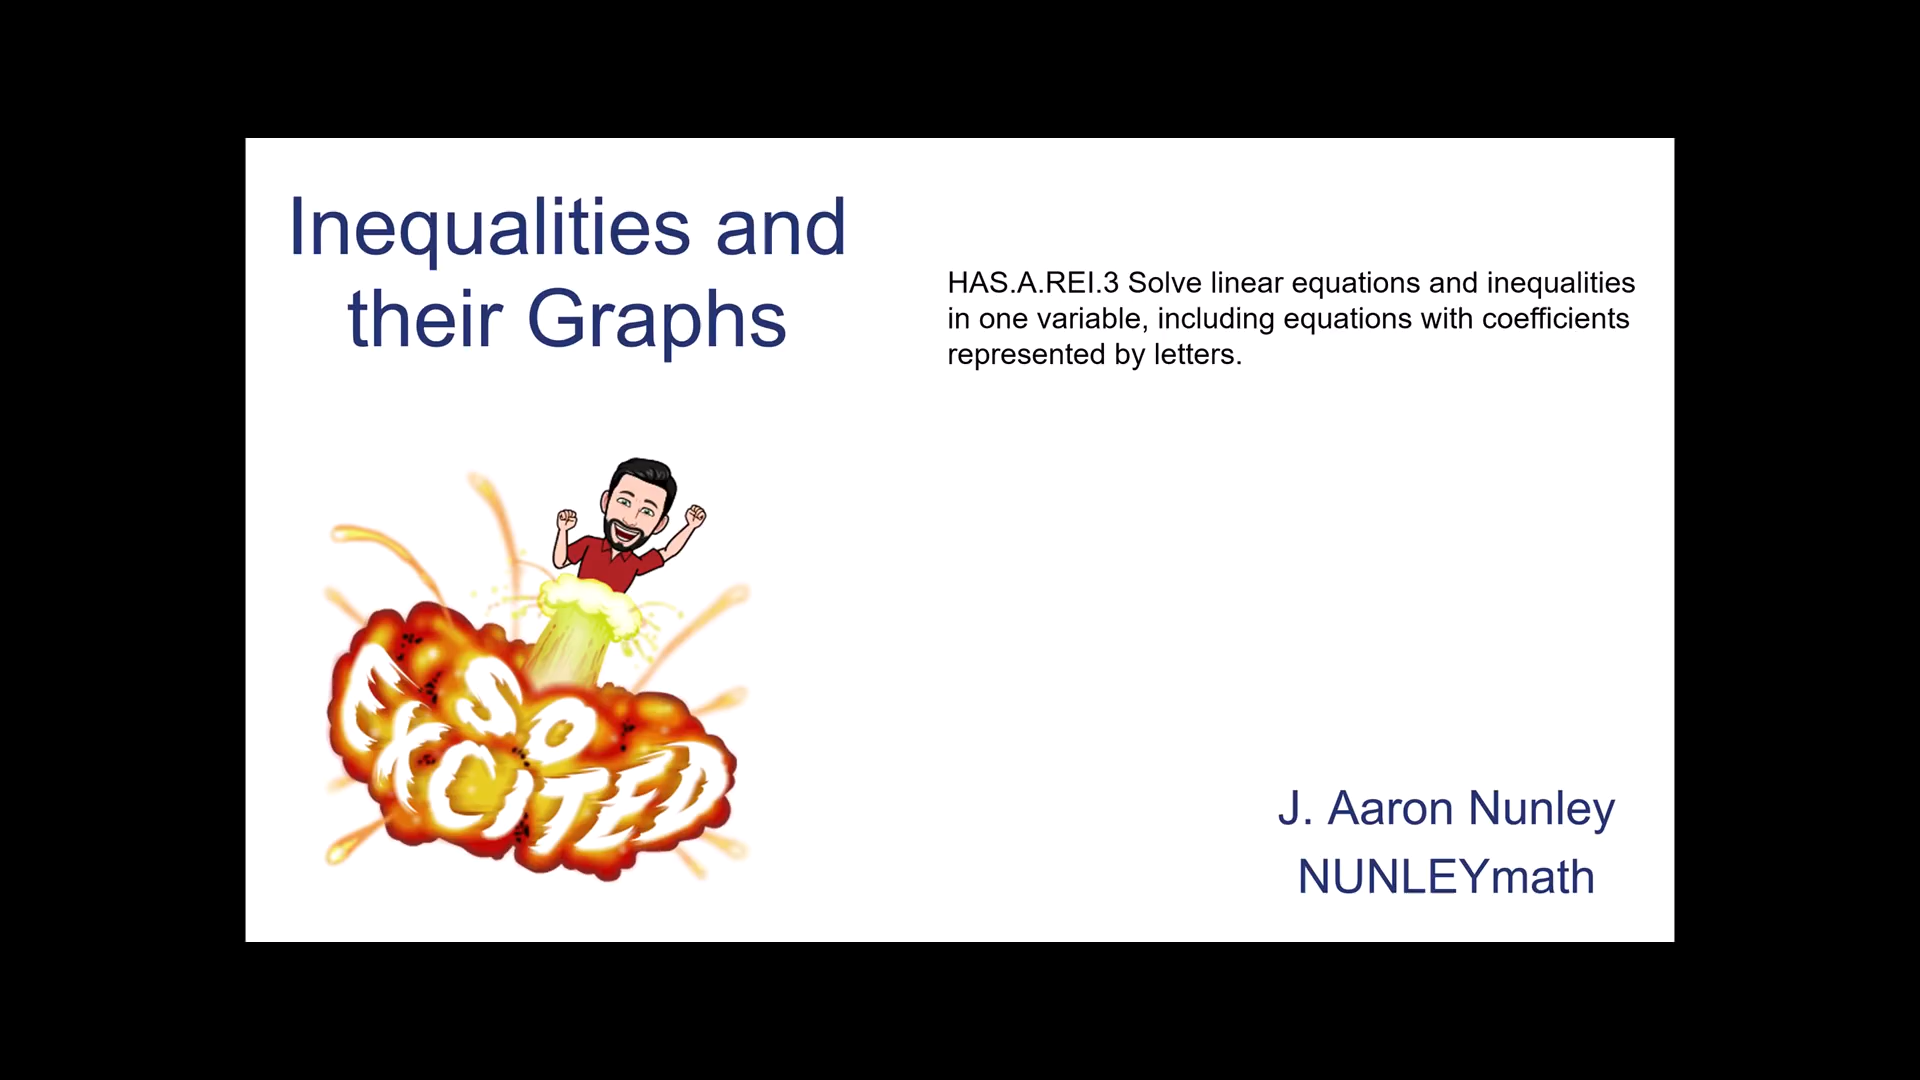 Inequalities and
their Graphs
HAS.A.REI.3 Solve linear equations and inequalities
in one variable, including equations with coefficients
represented by letters.
SO
EXCITED
J. Aaron Nunley
NUNLEYmath